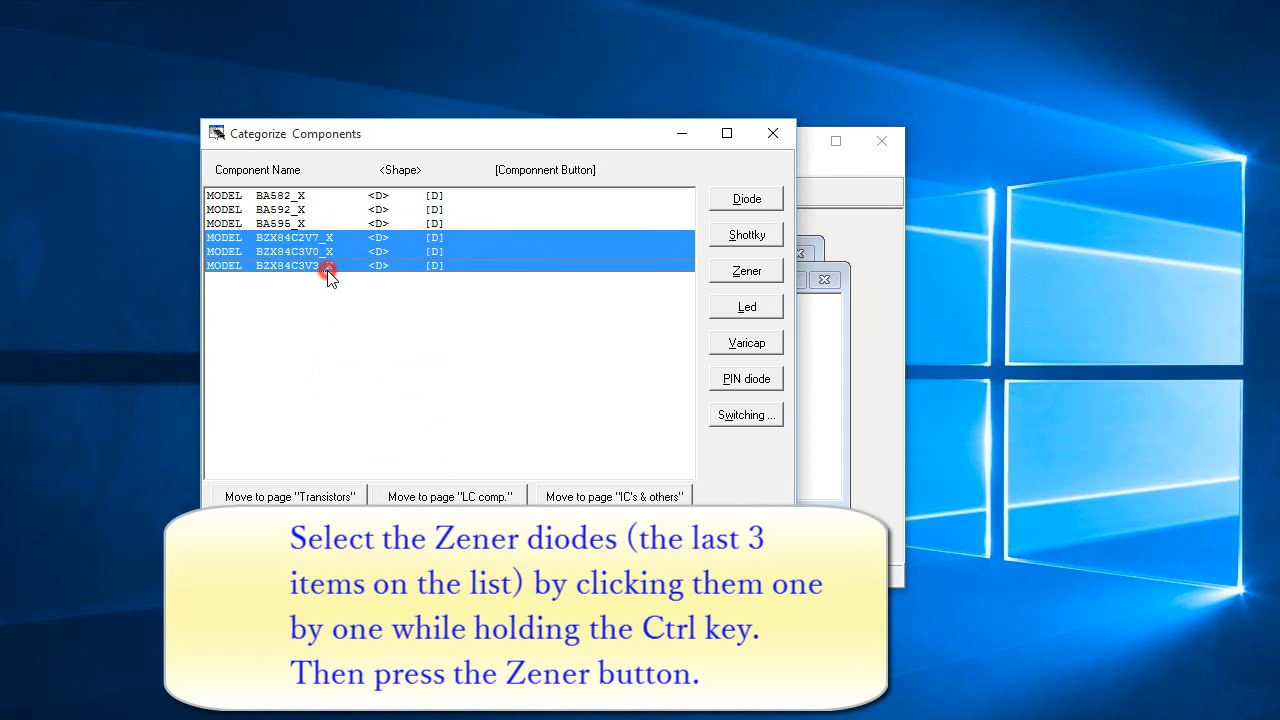 Categorize Components
Component Name <Shape> [Componnent Button]
MODEL BA582_X <D> [D]
MODEL BA592_X <D> [D]
MODEL BA595_X <D> [D]
MODEL BZX84C2V7_X <D> [D]
MODEL BZX84C3V0_X <D> [D]
MODEL BZX84C3V3 <D> [D]
Diode
Shottky
Zener
Led
Varicap
PIN diode
Switching ...
Move to page "Transistors" Move to page "LC comp." Move to page "IC's & others"
Select the Zener diodes (the last 3
items on the list) by clicking them one
by one while holding the Ctrl key.
Then press the Zener button.